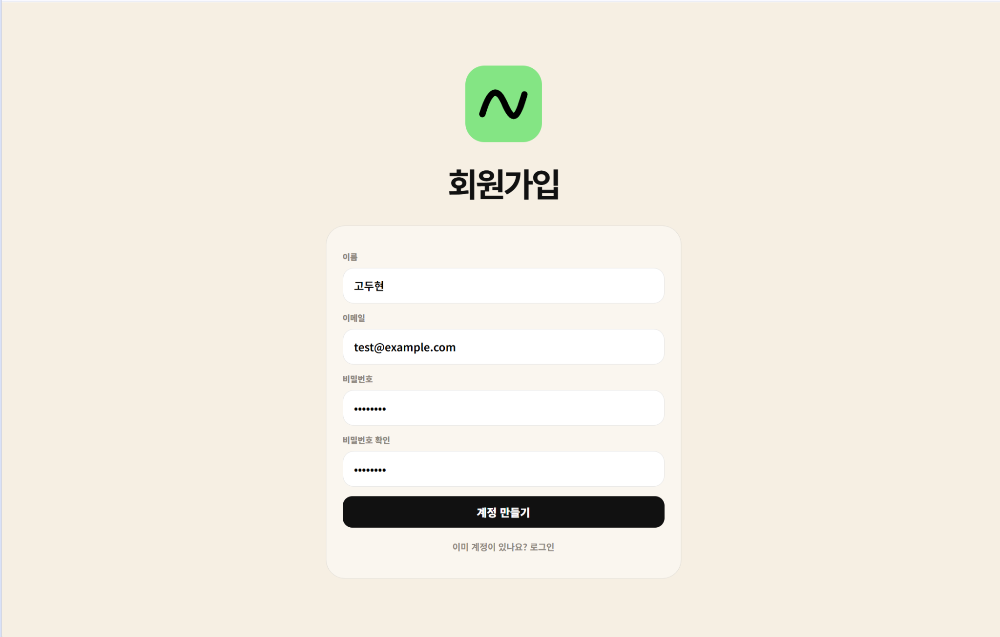 회원가입
이름
고두현
이메일
test@example.com
비밀번호
••••••••
비밀번호 확인
••••••••
계정 만들기
이미 계정이 있나요? 로그인